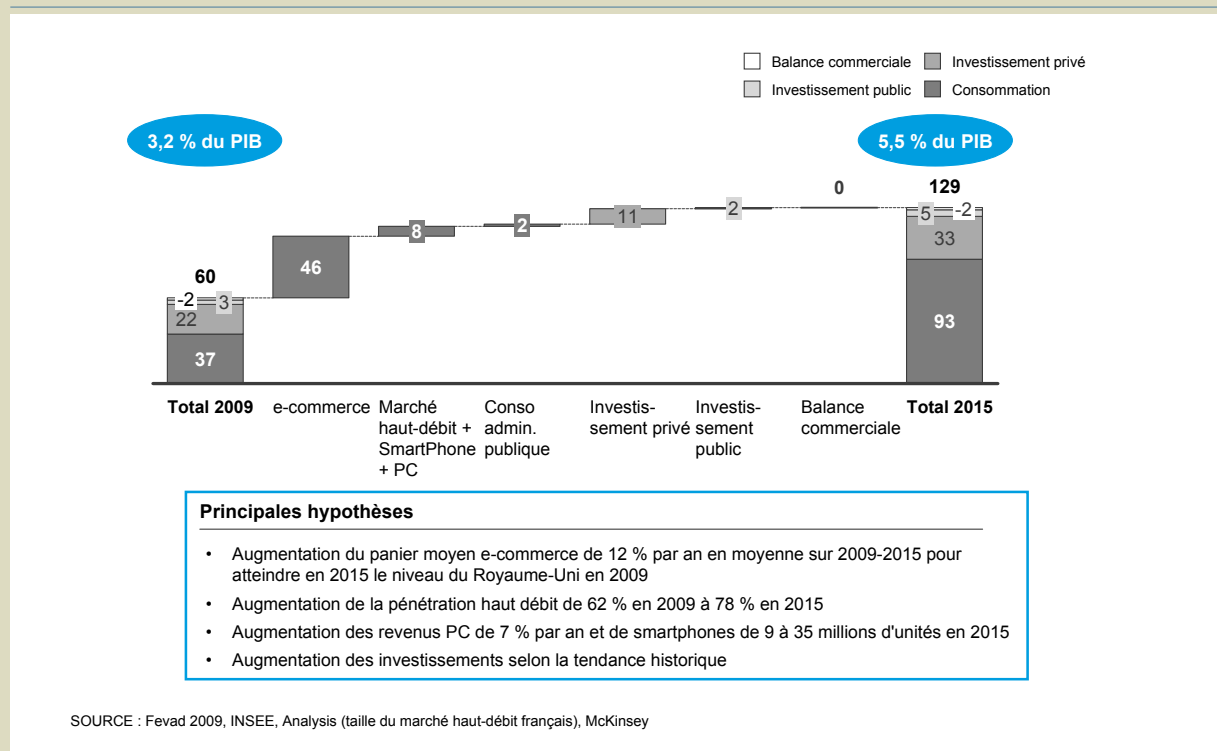 Balance commerciale
Investissement privé
Investissement public
Consommation
3,2 % du PIB
5,5 % du PIB
60
-2
3
22
37
46
8
2
11
2
0
129
5
-2
33
93
Total 2009
e-commerce
Marché
haut-débit +
SmartPhone
+ PC
Conso
admin.
publique
Investis-
sement privé
Investis-
sement
public
Balance
commerciale
Total 2015
Principales hypothèses
• Augmentation du panier moyen e-commerce de 12 % par an en moyenne sur 2009-2015 pour
atteindre en 2015 le niveau du Royaume-Uni en 2009
• Augmentation de la pénétration haut débit de 62 % en 2009 à 78 % en 2015
• Augmentation des revenus PC de 7 % par an et de smartphones de 9 à 35 millions d'unités en 2015
• Augmentation des investissements selon la tendance historique
SOURCE : Fevad 2009, INSEE, Analysis (taille du marché haut-débit français), McKinsey